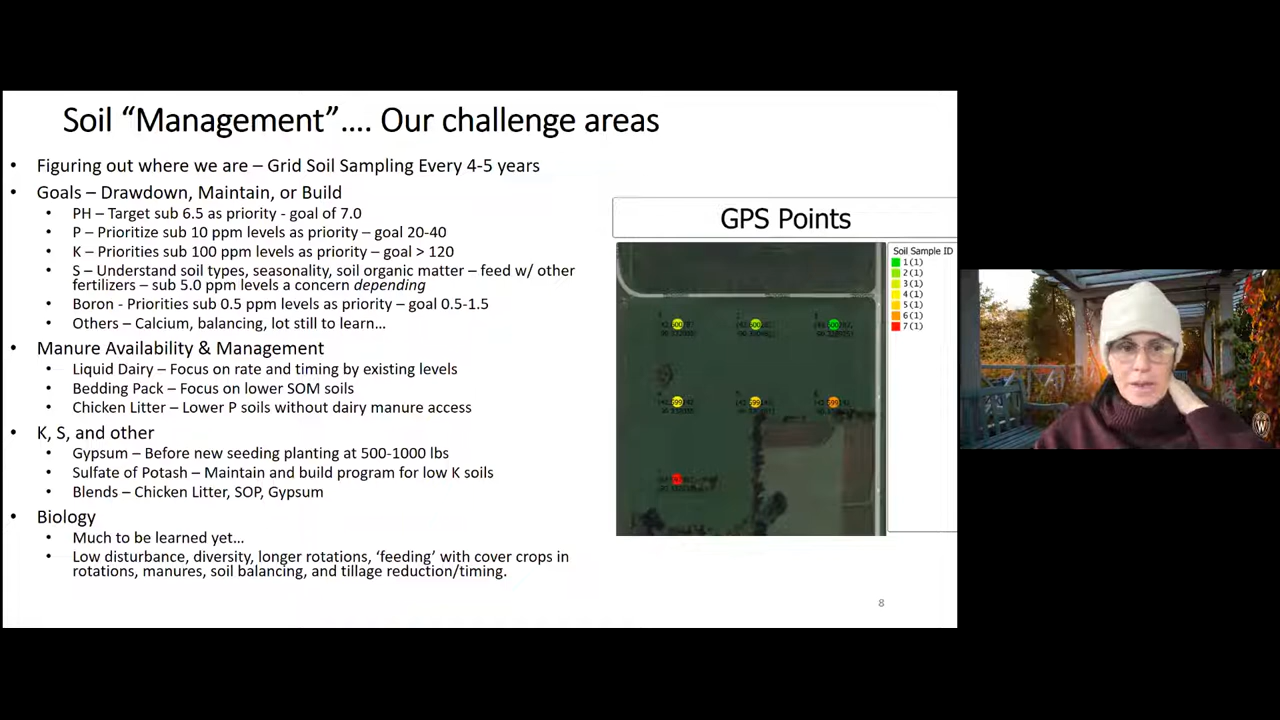 Soil “Management”.... Our challenge areas
• Figuring out where we are – Grid Soil Sampling Every 4-5 years
• Goals – Drawdown, Maintain, or Build
• PH – Target sub 6.5 as priority - goal of 7.0
• P – Prioritize sub 10 ppm levels as priority – goal 20-40
• K – Priorities sub 100 ppm levels as priority – goal > 120
• S – Understand soil types, seasonality, soil organic matter – feed w/ other
fertilizers – sub 5.0 ppm levels a concern depending
• Boron - Priorities sub 0.5 ppm levels as priority – goal 0.5-1.5
• Others – Calcium, balancing, lot still to learn…
• Manure Availability & Management
• Liquid Dairy – Focus on rate and timing by existing levels
• Bedding Pack – Focus on lower SOM soils
• Chicken Litter – Lower P soils without dairy manure access
• K, S, and other
• Gypsum – Before new seeding planting at 500-1000 lbs
• Sulfate of Potash – Maintain and build program for low K soils
• Blends – Chicken Litter, SOP, Gypsum
• Biology
• Much to be learned yet…
• Low disturbance, diversity, longer rotations, ‘feeding’ with cover crops in
rotations, manures, soil balancing, and tillage reduction/timing.
GPS Points
Soil Sample ID
1 (1)
2 (1)
3 (1)
4 (1)
5 (1)
6 (1)
7 (1)
8
W